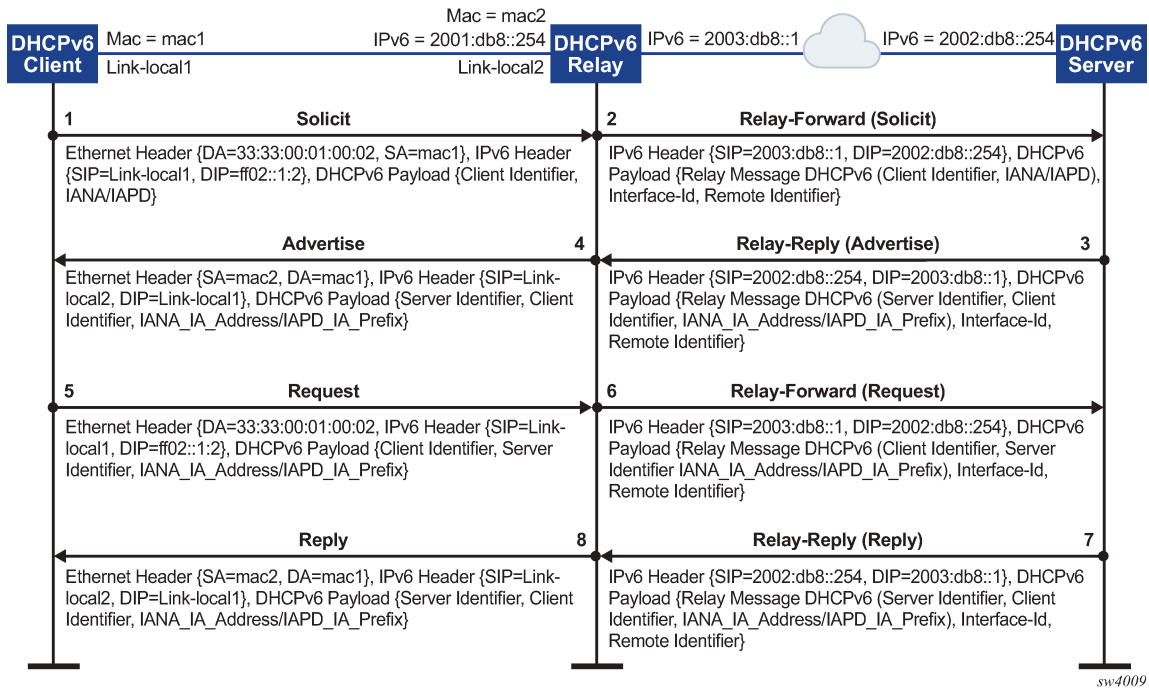 Mac = mac2
DHCPv6 Client
Mac = mac1
IPv6 = 2001:db8::254
DHCPv6 Relay
IPv6 = 2003:db8::1
IPv6 = 2002:db8::254
DHCPv6 Server
Link-local1
Link-local2
1
Solicit
2
Relay-Forward (Solicit)
Ethernet Header {DA=33:33:00:01:00:02, SA=mac1}, IPv6 Header
{SIP=Link-local1, DIP=ff02::1:2}, DHCPv6 Payload {Client Identifier,
IANA/IAPD}
IPv6 Header {SIP=2003:db8::1, DIP=2002:db8::254}, DHCPv6
Payload {Relay Message DHCPv6 (Client Identifier, IANA/IAPD),
Interface-Id, Remote Identifier}
Advertise
4
Relay-Reply (Advertise)
3
Ethernet Header {SA=mac2, DA=mac1}, IPv6 Header {SIP=Link-
local2, DIP=Link-local1}, DHCPv6 Payload {Server Identifier, Client
Identifier, IANA_IA_Address/IAPD_IA_Prefix}
IPv6 Header {SIP=2002:db8::254, DIP=2003:db8::1}, DHCPv6
Payload {Relay Message DHCPv6 (Server Identifier, Client
Identifier, IANA_IA_Address/IAPD_IA_Prefix), Interface-Id,
Remote Identifier}
5
Request
6
Relay-Forward (Request)
Ethernet Header {DA=33:33:00:01:00:02, IPv6 Header {SIP=Link-
local1, DIP=ff02::1:2}, DHCPv6 Payload {Client Identifier, Server
Identifier, IANA_IA_Address/IAPD_IA_Prefix}
IPv6 Header {SIP=2003:db8::1, DIP=2002:db8::254}, DHCPv6
Payload {Relay Message DHCPv6 (Client Identifier, Server
Identifier IANA_IA_Address/IAPD_IA_Prefix), Interface-Id,
Remote Identifier}
Reply
8
Relay-Reply (Reply)
7
Ethernet Header {SA=mac2, DA=mac1}, IPv6 Header {SIP=Link-
local2, DIP=Link-local1}, DHCPv6 Payload {Server Identifier, Client
Identifier, IANA_IA_Address/IAPD_IA_Prefix}
IPv6 Header {SIP=2002:db8::254, DIP=2003:db8::1}, DHCPv6
Payload {Relay Message DHCPv6 (Server Identifier, Client
Identifier, IANA_IA_Address/IAPD_IA_Prefix), Interface-Id,
Remote Identifier}
sw4009